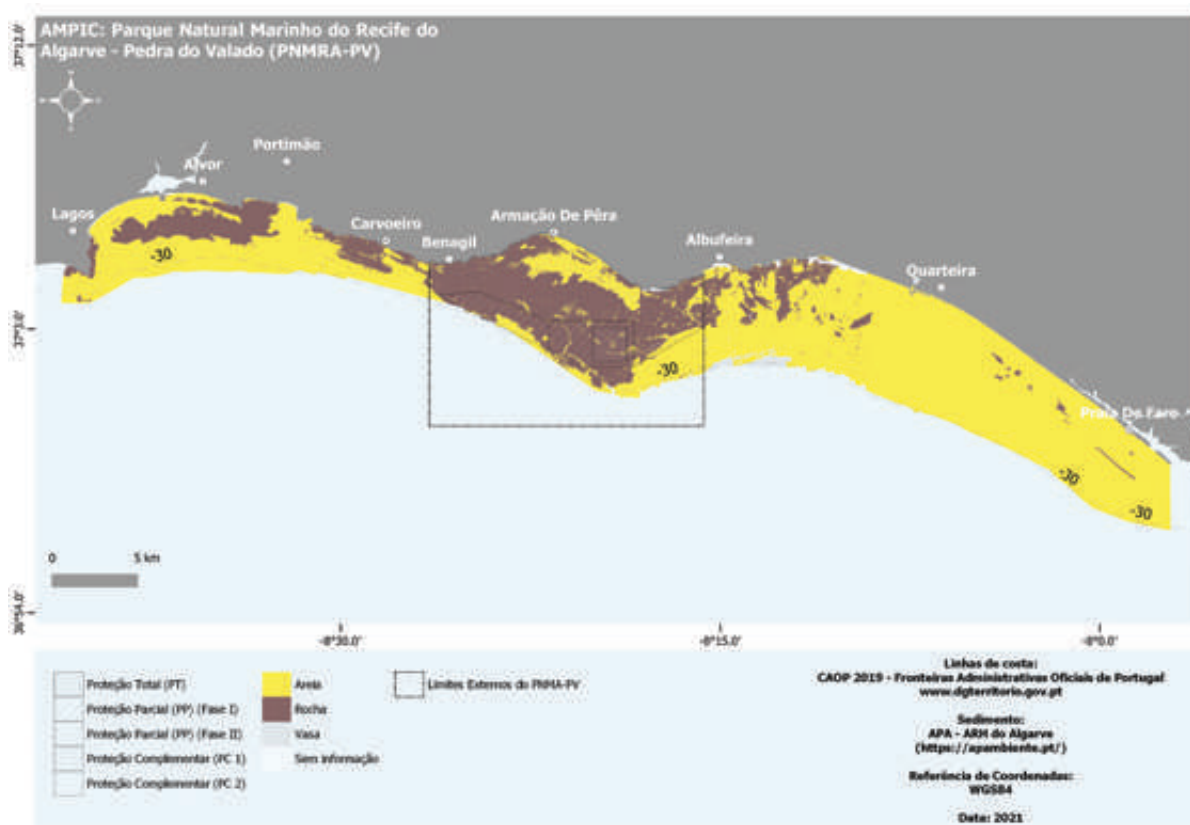 AMPIC: Parque Natural Marinho do Recife do
Algarve - Pedra do Valado (PNMRA-PV)
37°12.0'
Portimão
Alvor
Lagos
Carvoeiro
Armação De Pêra
Benagil
Albufeira
Quarteira
-30
37°3.0'
-30
Praia De Faro
-30
-30
0 5 km
36°54.0'
-8°30.0'
-8°15.0'
-8°0.0'
Proteção Total (PT)
Proteção Parcial (PP) (Fase I)
Proteção Parcial (PP) (Fase II)
Proteção Complementar (PC 1)
Proteção Complementar (PC 2)
Areia
Rocha
Vasa
Sem informação
Limites Externos do PNMA-PV
Linhas de costa:
CAOP 2019 - Fronteiras Administrativas Oficiais de Portugal
www.dgterritorio.gov.pt
Sedimento:
APA - ARH do Algarve
(https://apambiente.pt/)
Referência de Coordenadas:
WGS84
Data: 2021